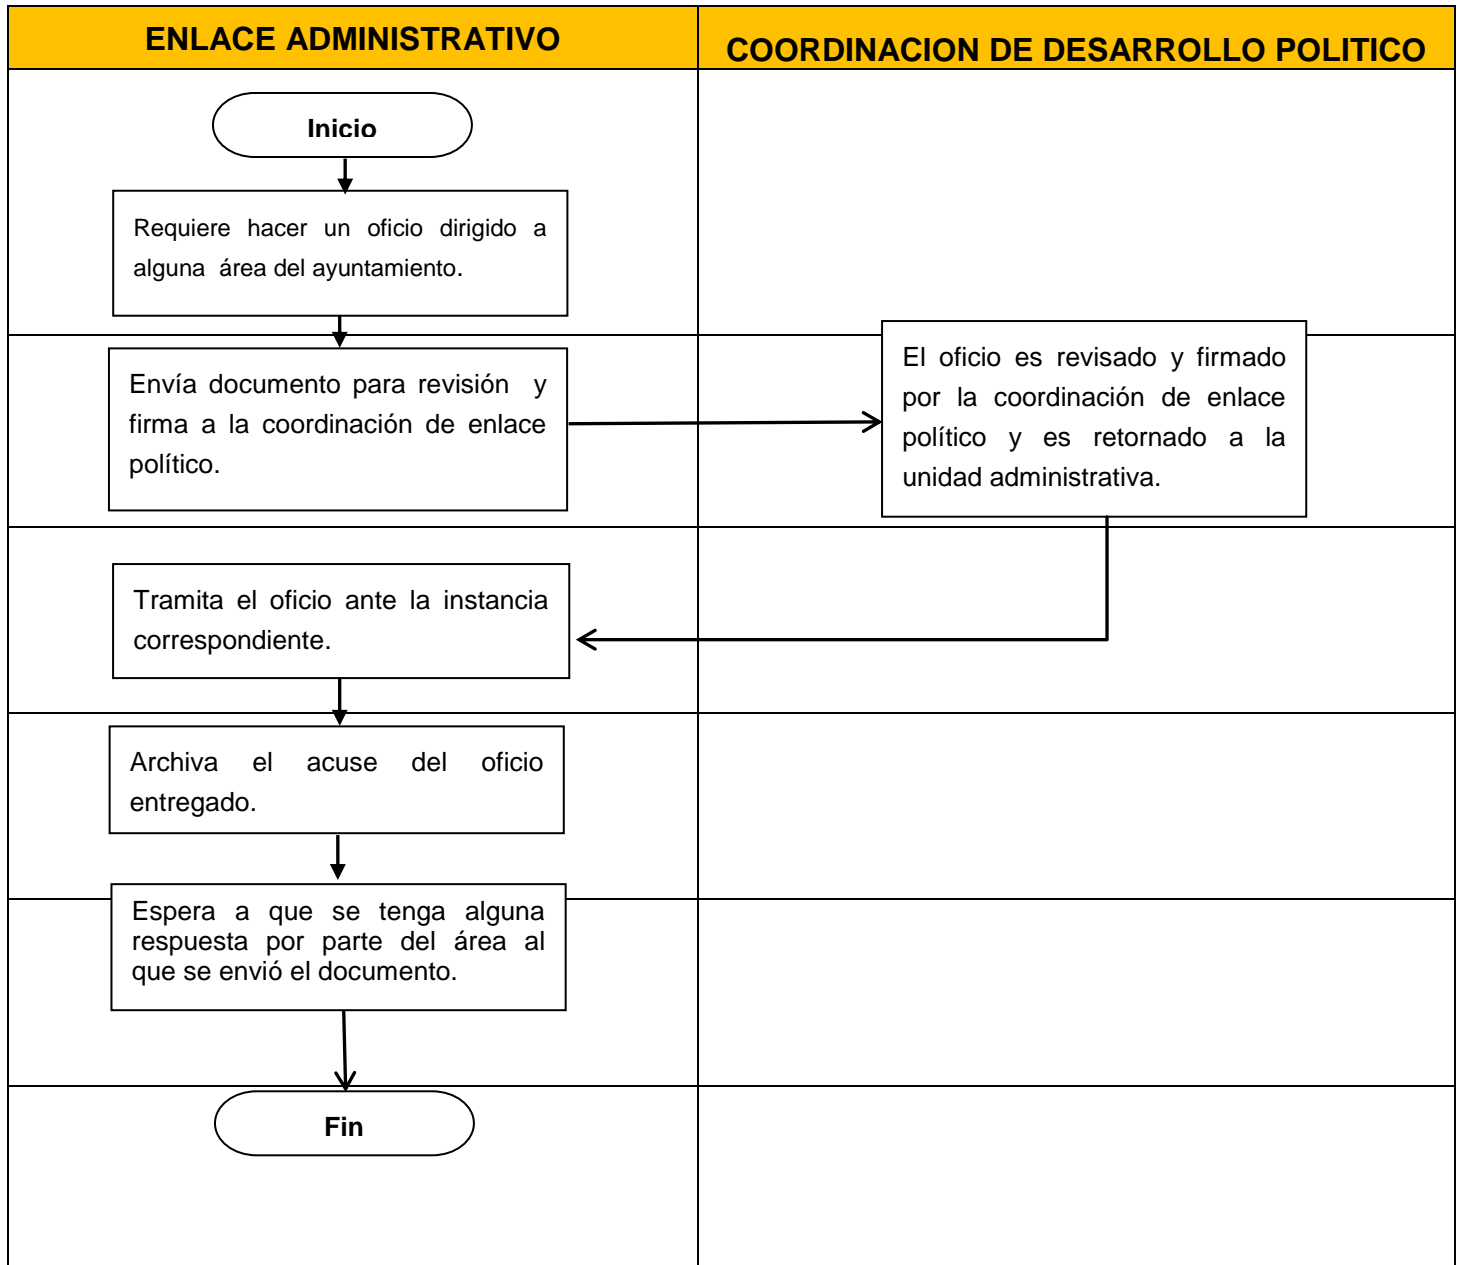 ENLACE ADMINISTRATIVO
COORDINACION DE DESARROLLO POLITICO
Inicio
Requiere hacer un oficio dirigido a
alguna área del ayuntamiento.
Envía documento para revisión y
firma a la coordinación de enlace
político.
El oficio es revisado y firmado
por la coordinación de enlace
político y es retornado a la
unidad administrativa.
Tramita el oficio ante la instancia
correspondiente.
Archiva el acuse del oficio
entregado.
Espera a que se tenga alguna
respuesta por parte del área al
que se envió el documento.
Fin